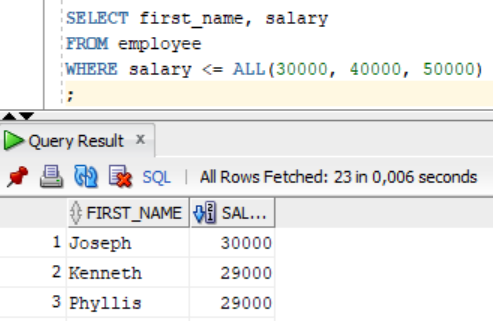 SELECT first_name, salary
FROM employee
WHERE salary <= ALL(30000, 40000, 50000)
;
Query Result x
SQL | All Rows Fetched: 23 in 0,006 seconds
FIRST_NAME SAL...
1 Joseph 30000
2 Kenneth 29000
3 Phyllis 29000